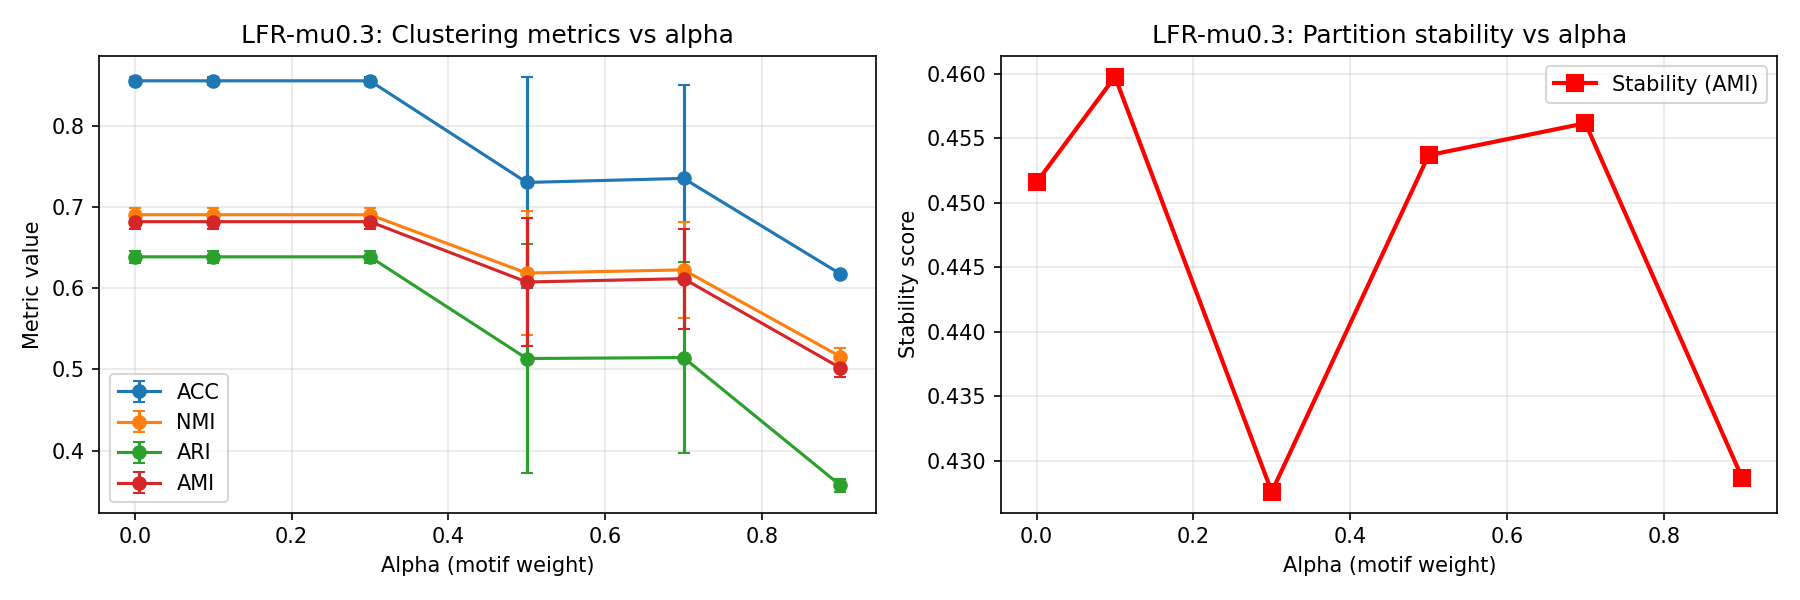 LFR-mu0.3: Clustering metrics vs alpha
Metric value
0.8
0.7
0.6
0.5
0.4
ACC
NMI
ARI
AMI
0.0
0.2
0.4
0.6
0.8
Alpha (motif weight)
LFR-mu0.3: Partition stability vs alpha
Stability score
0.460
0.455
0.450
0.445
0.440
0.435
0.430
Stability (AMI)
0.0
0.2
0.4
0.6
0.8
Alpha (motif weight)